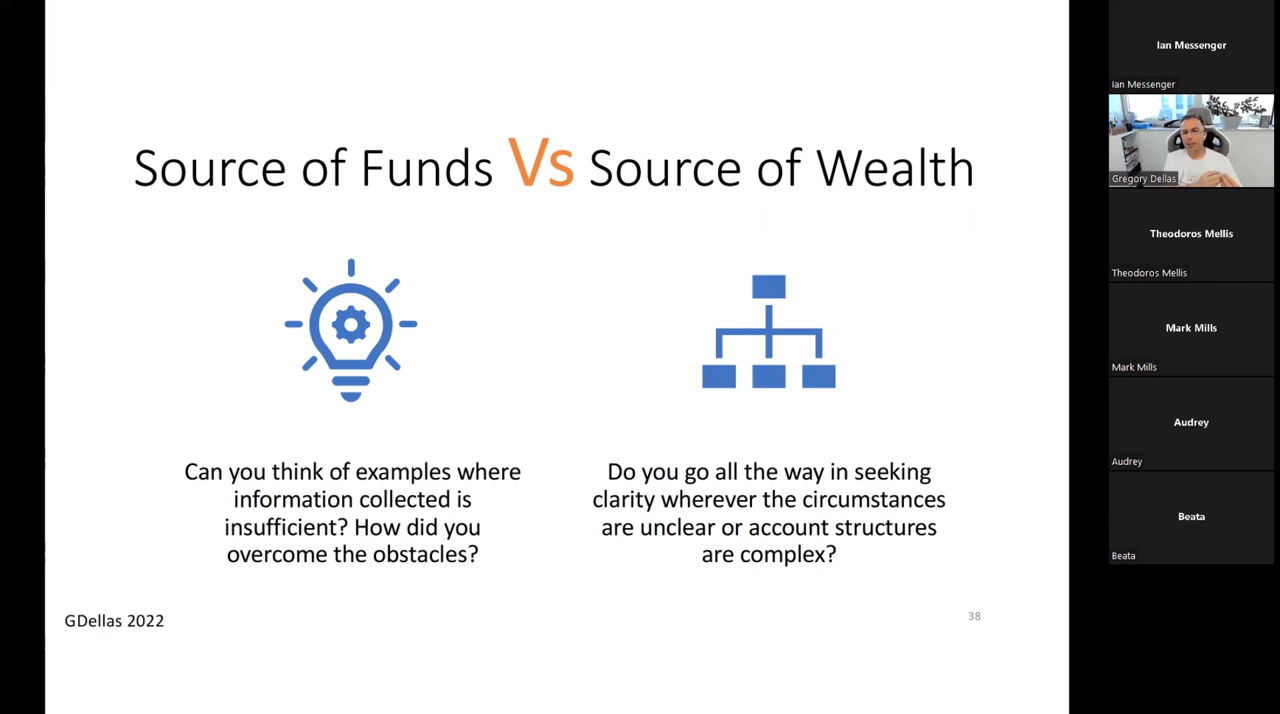 Source of Funds Vs Source of Wealth
Can you think of examples where
information collected is
insufficient? How did you
overcome the obstacles?
Do you go all the way in seeking
clarity wherever the circumstances
are unclear or account structures
are complex?
GDellas 2022
38
Ian Messenger
Ian Messenger
Gregory Dellas
Theodoros Mellis
Theodoros Mellis
Mark Mills
Mark Mills
Audrey
Audrey
Beata
Beata